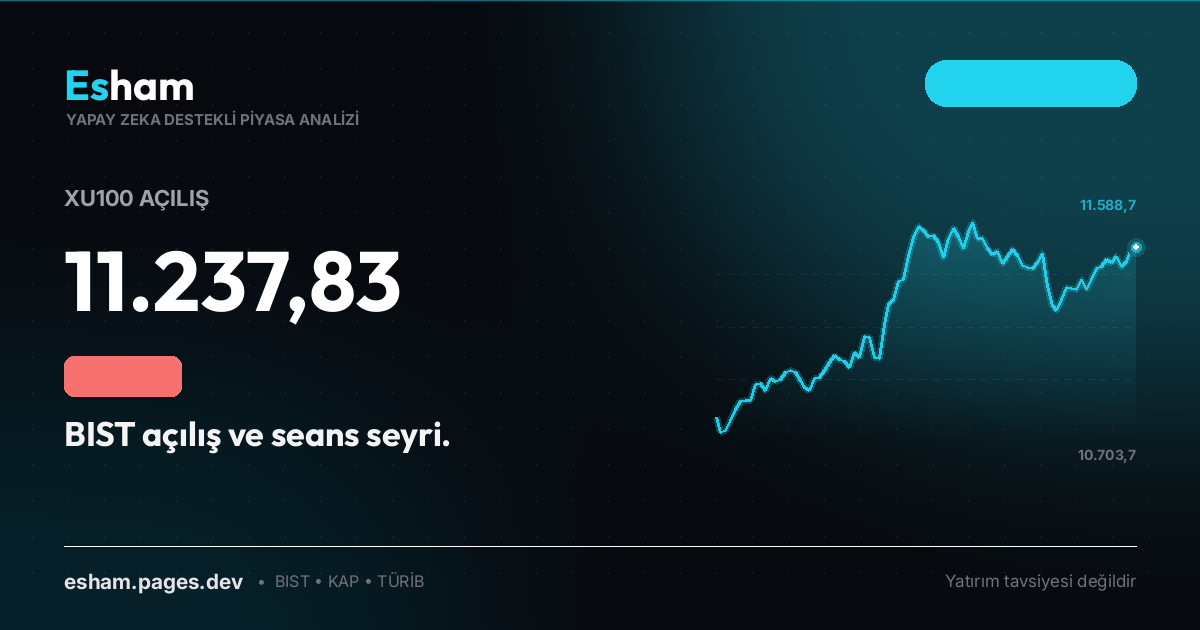 Esham
YAPAY ZEKA DESTEKLİ PİYASA ANALİZİ
XU100 AÇILIŞ
11.237,83
BIST açılış ve seans seyri.
11.588,7
10.703,7
esham.pages.dev • BIST • KAP • TÜRİB
Yatırım tavsiyesi değildir